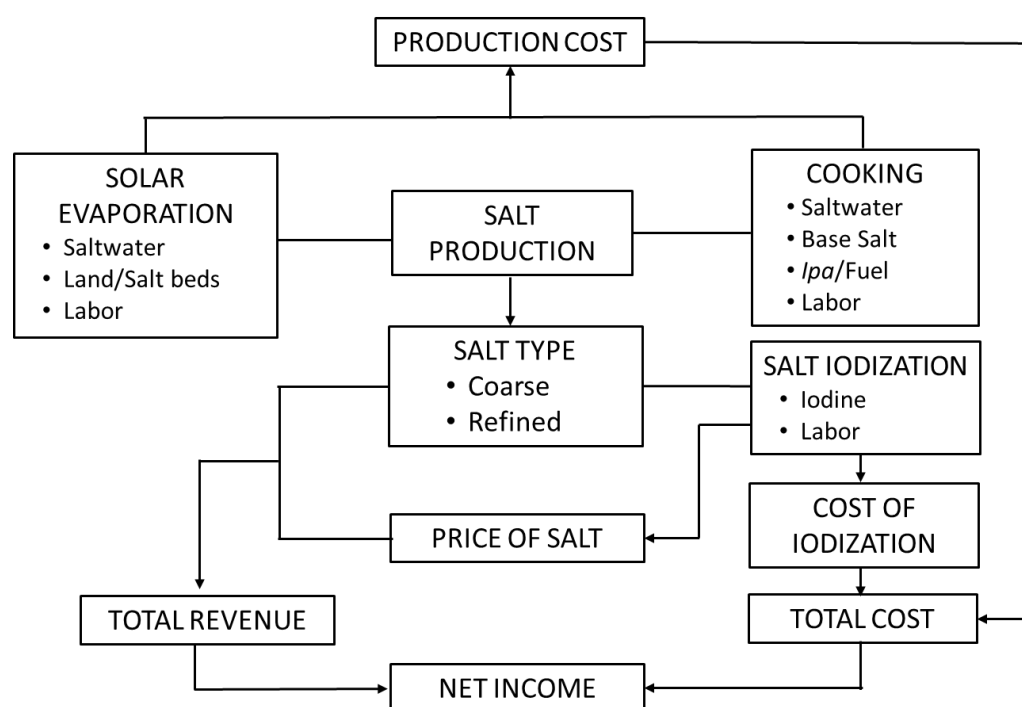 PRODUCTION COST
SOLAR
EVAPORATION
• Saltwater
• Land/Salt beds
• Labor
SALT
PRODUCTION
COOKING
• Saltwater
• Base Salt
• Ipa/Fuel
• Labor
SALT TYPE
• Coarse
• Refined
SALT IODIZATION
• Iodine
• Labor
PRICE OF SALT
COST OF
IODIZATION
TOTAL REVENUE
TOTAL COST
NET INCOME